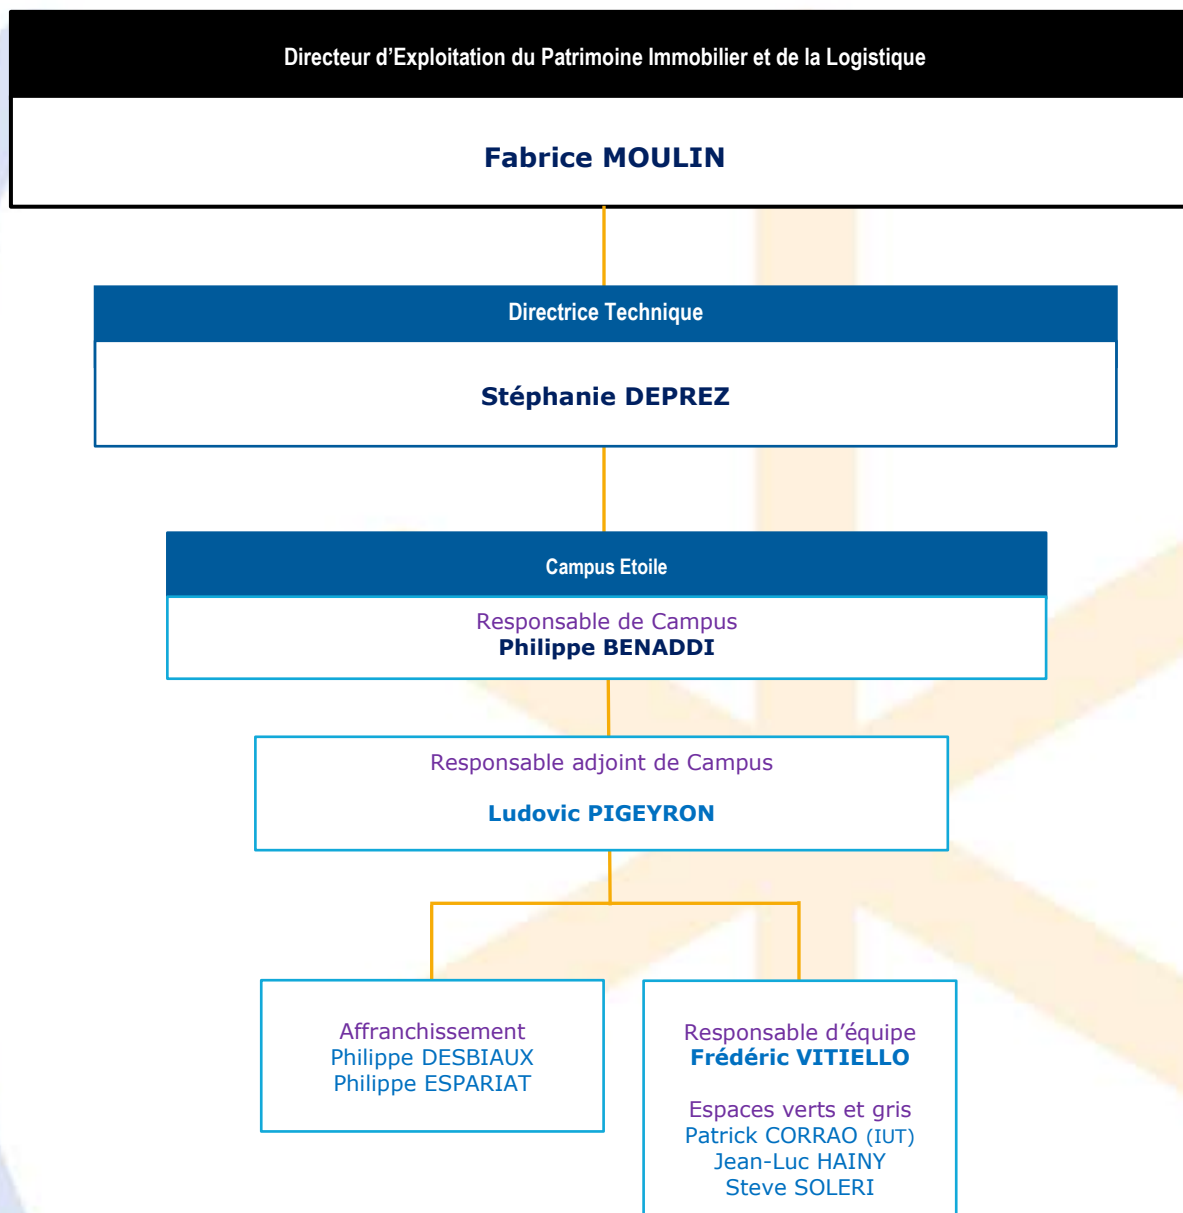 Directeur d’Exploitation du Patrimoine Immobilier et de la Logistique
Fabrice MOULIN
Directrice Technique
Stéphanie DEPREZ
Campus Etoile
Responsable de Campus
Philippe BENADDI
Responsable adjoint de Campus
Ludovic PIGEYRON
Affranchissement
Philippe DESBIAUX
Philippe ESPARIAT
Responsable d’équipe
Frédéric VITIELLO
Espaces verts et gris
Patrick CORRAO (IUT)
Jean-Luc HAINY
Steve SOLERI